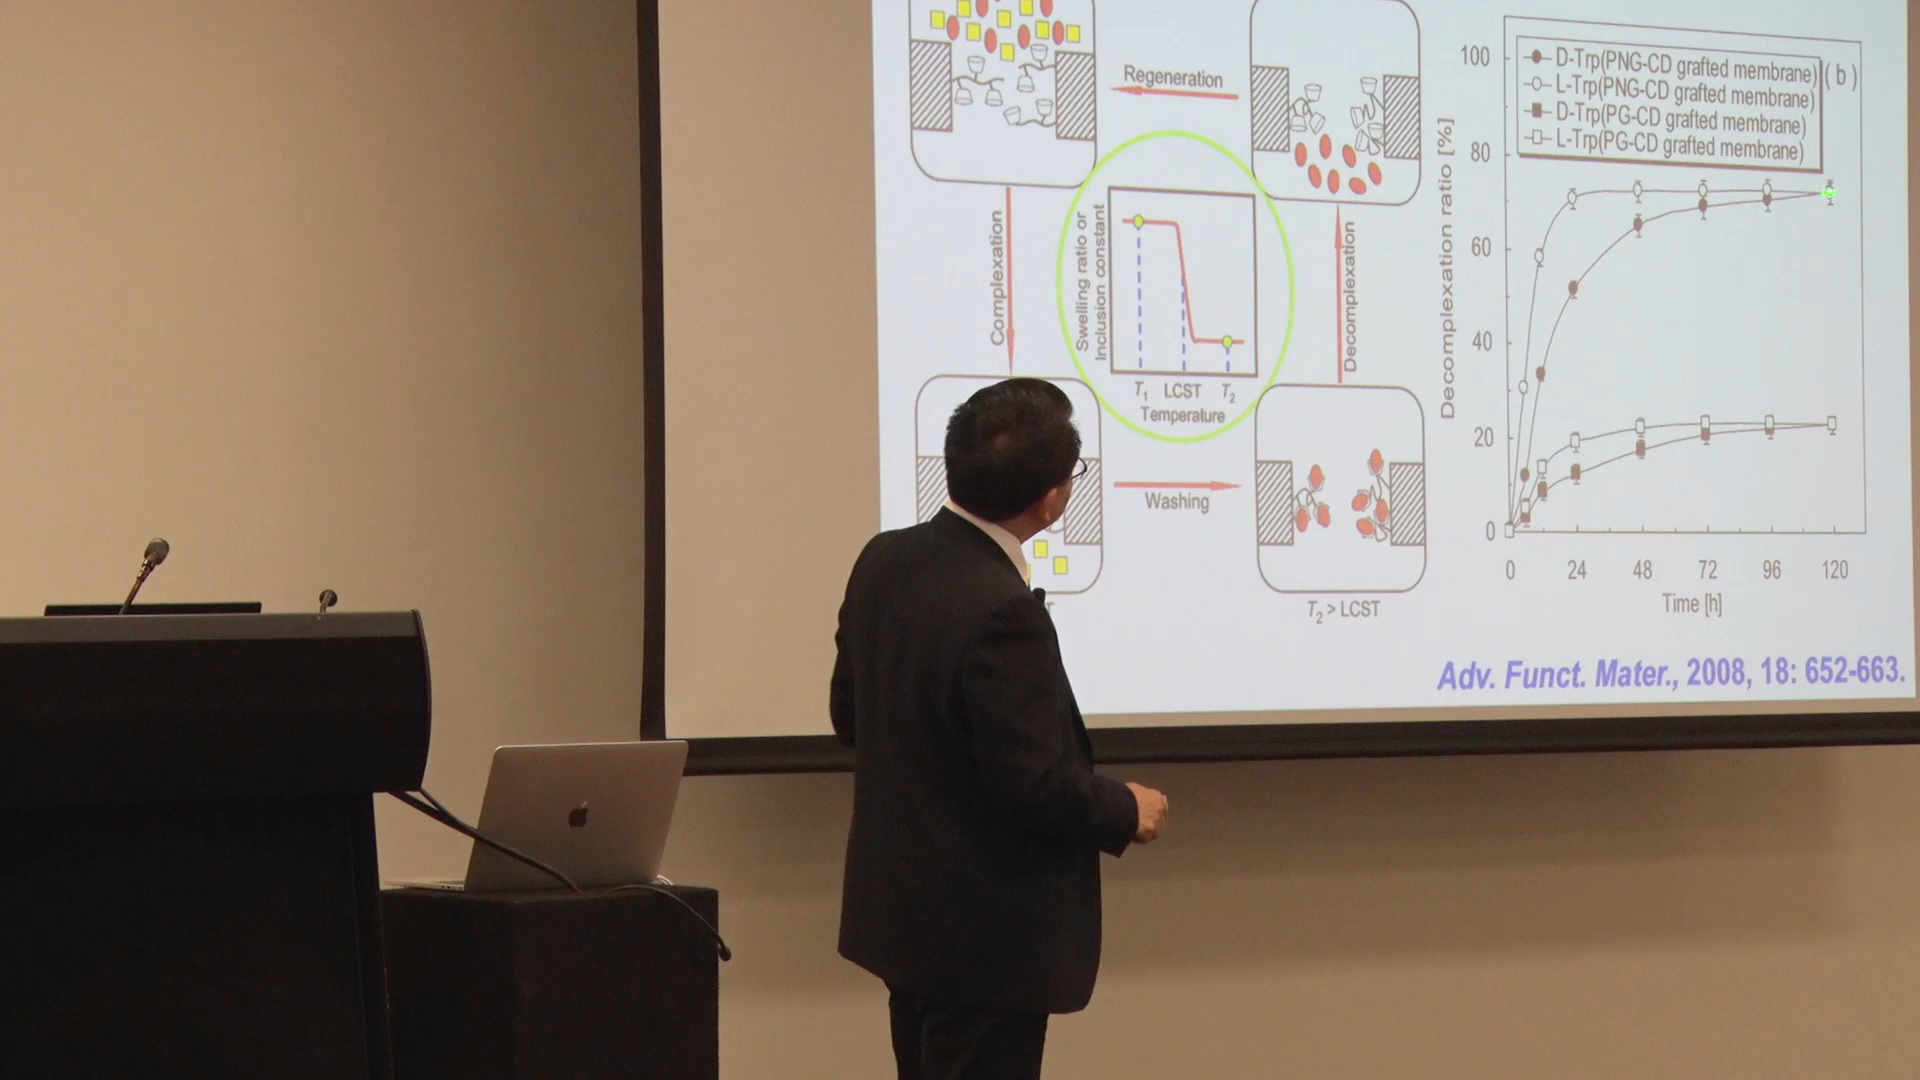 Regeneration
Complexation
Swelling ratio or
Inclusion constant
T1 LCST T2
Temperature
Decomplexation
Washing
T2 > LCST
Decomplexation ratio [%]
100
80
60
40
20
0
D-Trp(PNG-CD grafted membrane)
L-Trp(PNG-CD grafted membrane)
D-Trp(PG-CD grafted membrane)
L-Trp(PG-CD grafted membrane)
( b )
0 24 48 72 96 120
Time [h]
Adv. Funct. Mater., 2008, 18: 652-663.